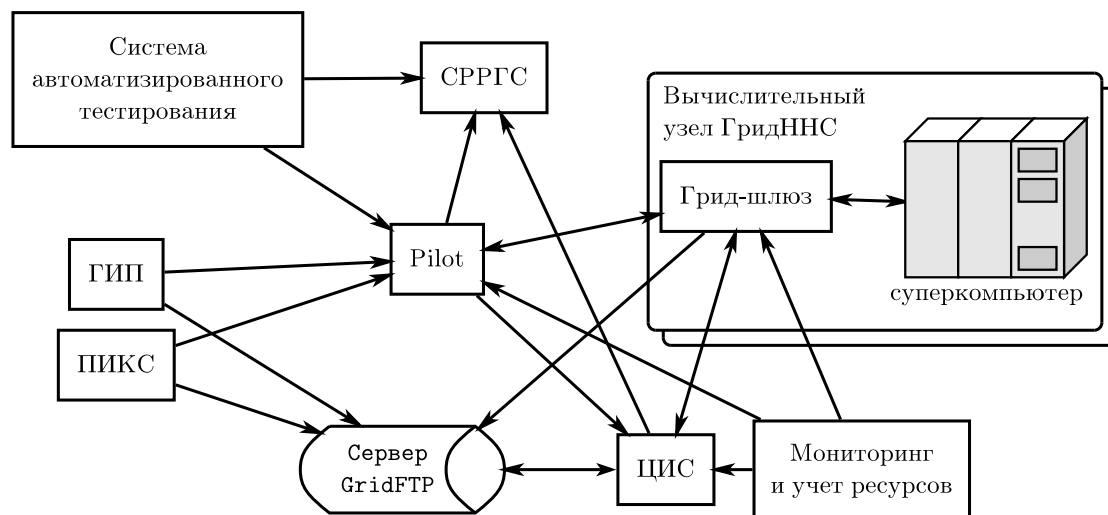 Система
автоматизированного
тестирования
СРРГС
Вычислительный
узел ГридННС
Грид-шлюз
суперкомпьютер
Pilot
ГИП
ПИКС
Сервер
GridFTP
ЦИС
Мониторинг
и учет ресурсов